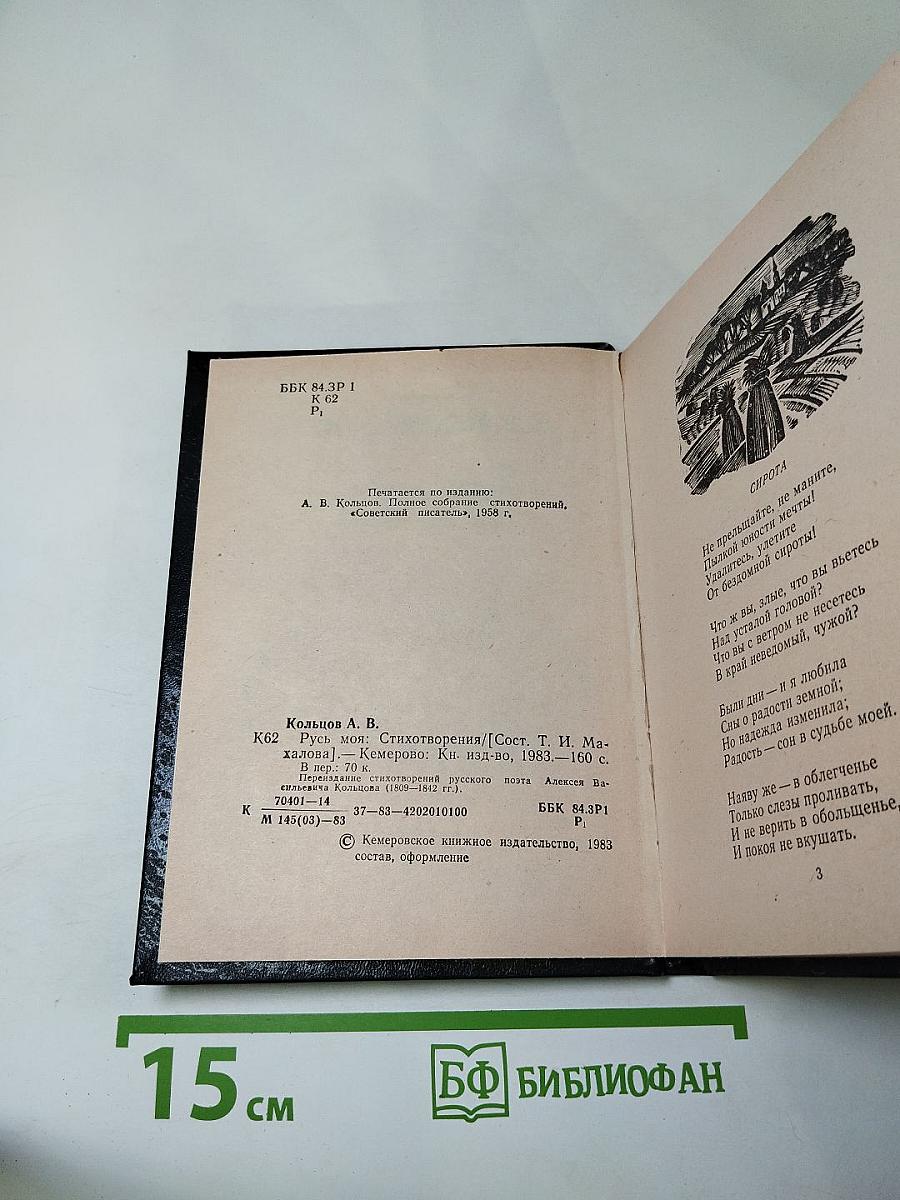 ББК 84.3Р 1
К 62
Р₁
Печатается по изданию:
А. В. Кольцов. Полное собрание стихотворений.
«Советский писатель», 1958 г.
Кольцов А. В.
К62 Русь моя: Стихотворения/[Сост. Т. И. Ма-
халова].— Кемерово: Кн. изд-во, 1983.—160 с.
В пер.: 70 к.
Переиздание стихотворений русского поэта Алексея Ва-
сильевича Кольцова (1809—1842 гг.).
К 70401—14
М 145(03)—83
37—83—4202010100
ББК 84.3Р1
Р₁
© Кемеровское книжное издательство, 1983
состав, оформление
СИРОТА
Не прельщайте, не маните,
Пылкой юности мечты!
Удалитесь, улетите
От бездомной сироты!
Что ж вы, злые, что вы вьетесь
Над усталой головой?
Что вы с ветром не несетесь
В край неведомый, чужой?
Были дни — и я любила
Сны о радости земной;
Но надежда изменила;
Радость — сон в судьбе моей.
Наяву же — в облегченье
Только слезы проливать,
И не верить в обольщенье,
И покоя не вкушать.
3
15 см
БФ БИБЛИОФАН